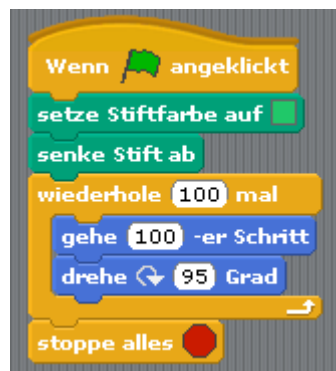 Wenn angeklickt
setze Stiftfarbe auf
senke Stift ab
wiederhole 100 mal
gehe 100 -er Schritt
drehe 95 Grad
stoppe alles